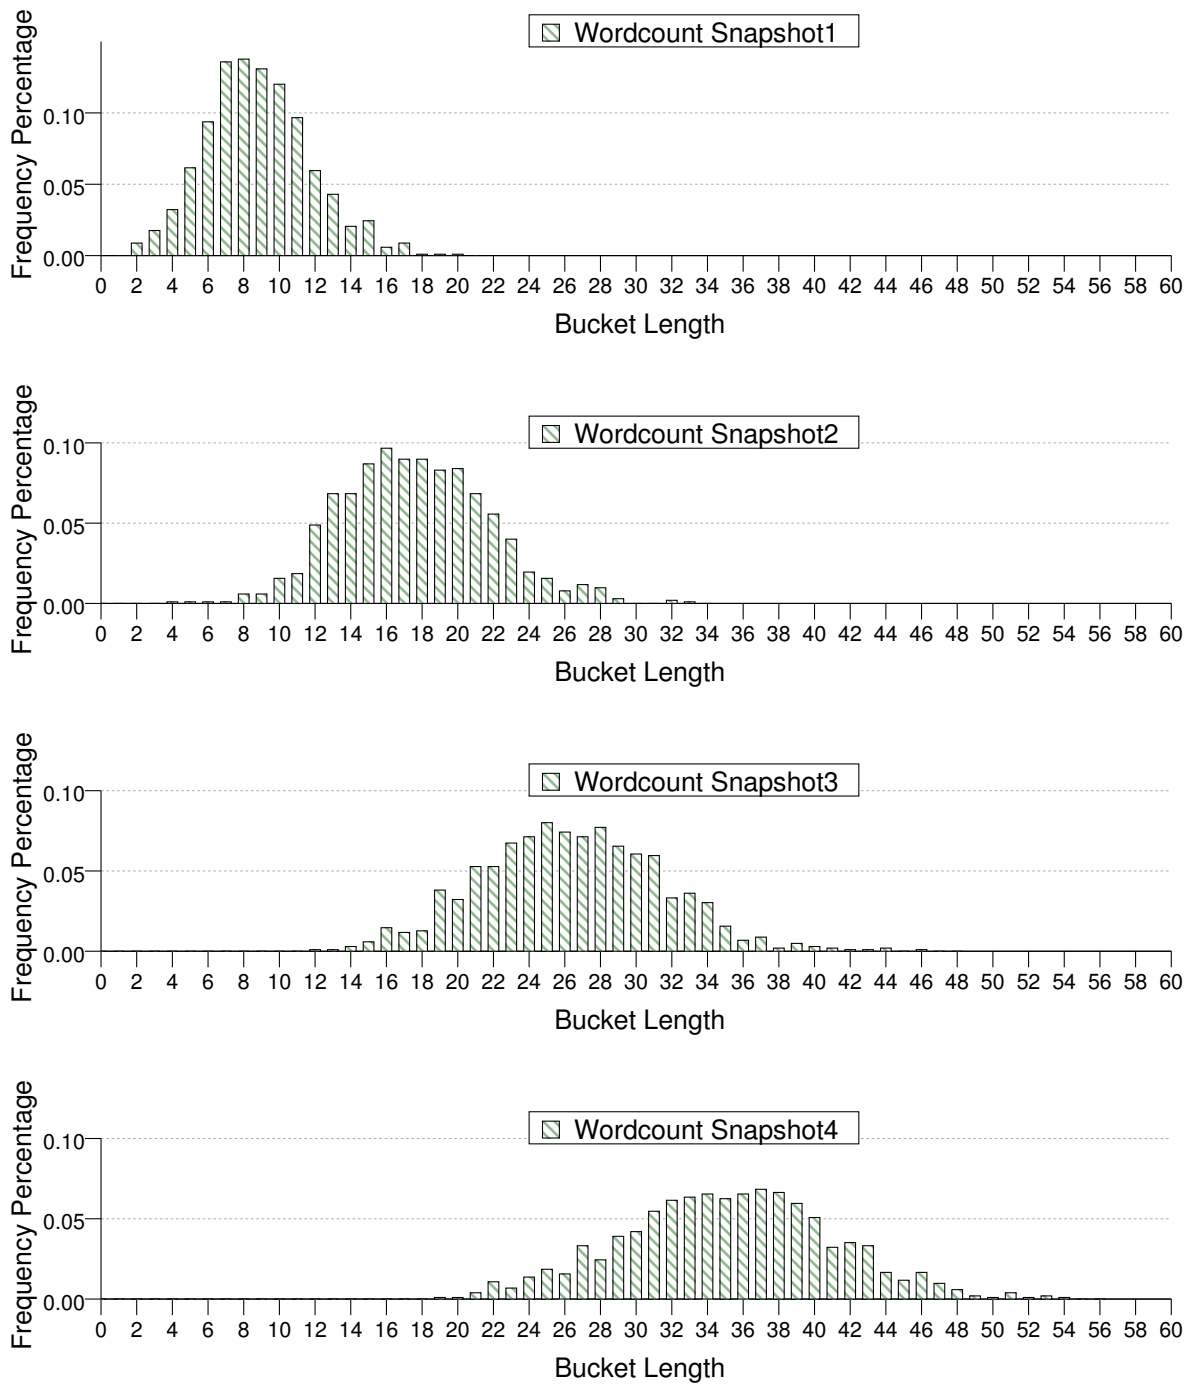 Wordcount Snapshot1
Frequency Percentage
0.10
0.05
0.00
0 2 4 6 8 10 12 14 16 18 20 22 24 26 28 30 32 34 36 38 40 42 44 46 48 50 52 54 56 58 60
Bucket Length
Wordcount Snapshot2
Frequency Percentage
0.10
0.05
0.00
0 2 4 6 8 10 12 14 16 18 20 22 24 26 28 30 32 34 36 38 40 42 44 46 48 50 52 54 56 58 60
Bucket Length
Wordcount Snapshot3
Frequency Percentage
0.10
0.05
0.00
0 2 4 6 8 10 12 14 16 18 20 22 24 26 28 30 32 34 36 38 40 42 44 46 48 50 52 54 56 58 60
Bucket Length
Wordcount Snapshot4
Frequency Percentage
0.10
0.05
0.00
0 2 4 6 8 10 12 14 16 18 20 22 24 26 28 30 32 34 36 38 40 42 44 46 48 50 52 54 56 58 60
Bucket Length